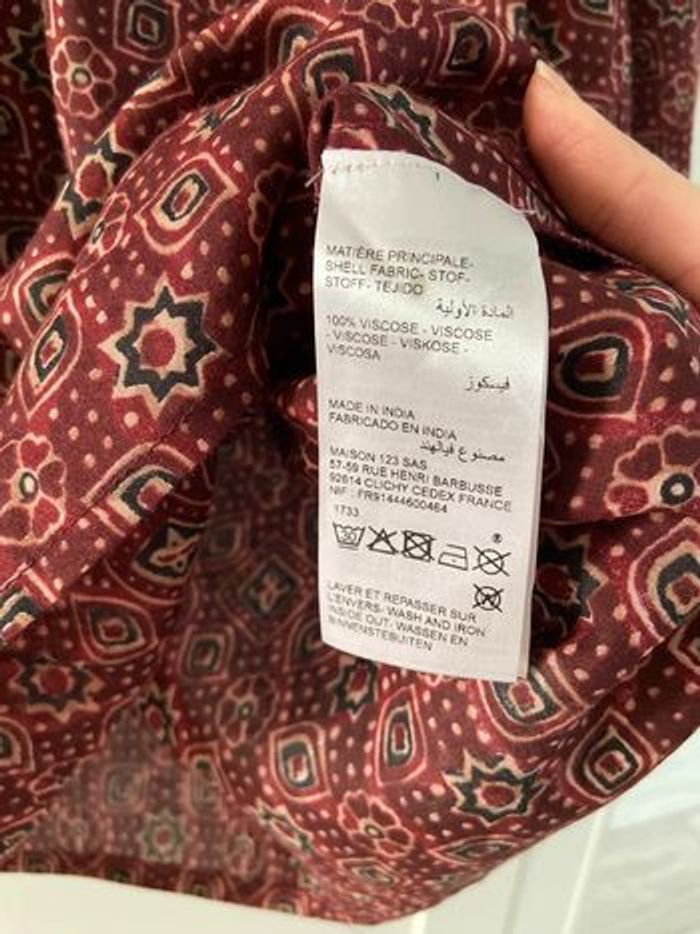 MATIÈRE PRINCIPALE-
SHELL FABRIC- STOF-
STOFF- TEJIDO
المادة الأولية
100% VISCOSE - VISCOSE
- VISCOSE - VISKOSE -
VISCOSA
فيسكوز
MADE IN INDIA
FABRICADO EN INDIA
مصنوع فيالهند
MAISON 123 SAS
57-59 RUE HENRI BARBUSSE
92614 CLICHY CEDEX FRANCE
NIF : FR91444600464
1733
30
®
LAVER ET REPASSER SUR
L'ENVERS- WASH AND IRON
INSIDE OUT- WASSEN EN
BINNENSTEBUITEN